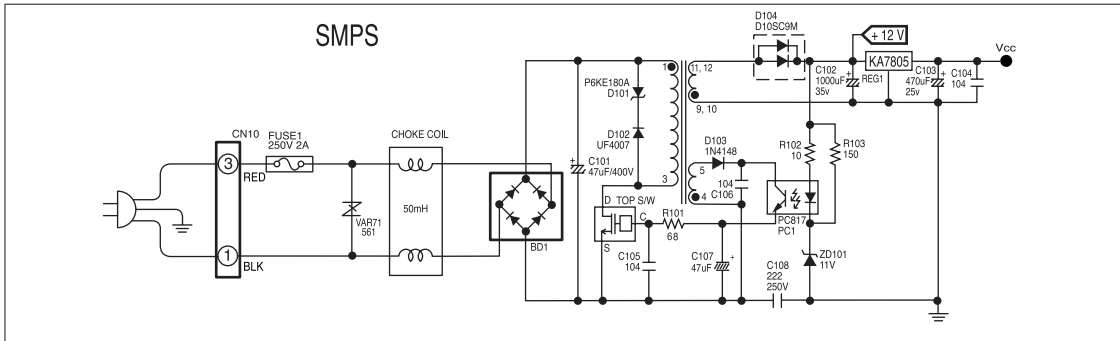 SMPS
D104
D10SC9M
+ 12 V
Vcc
KA7805
REG1
C102
1000uF
35v
+
C103
470uF
25v
+
C104
104
1
11, 12
9, 10
3
5
4
P6KE180A
D101
D102
UF4007
C101
47uF/400V
+
D103
1N4148
104
C106
R102
10
R103
150
CN10
FUSE1
250V 2A
CHOKE COIL
3
RED
VAR71
561
50mH
1
BLK
BD1
D
TOP S/W
C
S
R101
68
PC817
PC1
C105
104
C107
47uF
+
C108
222
250V
ZD101
11V